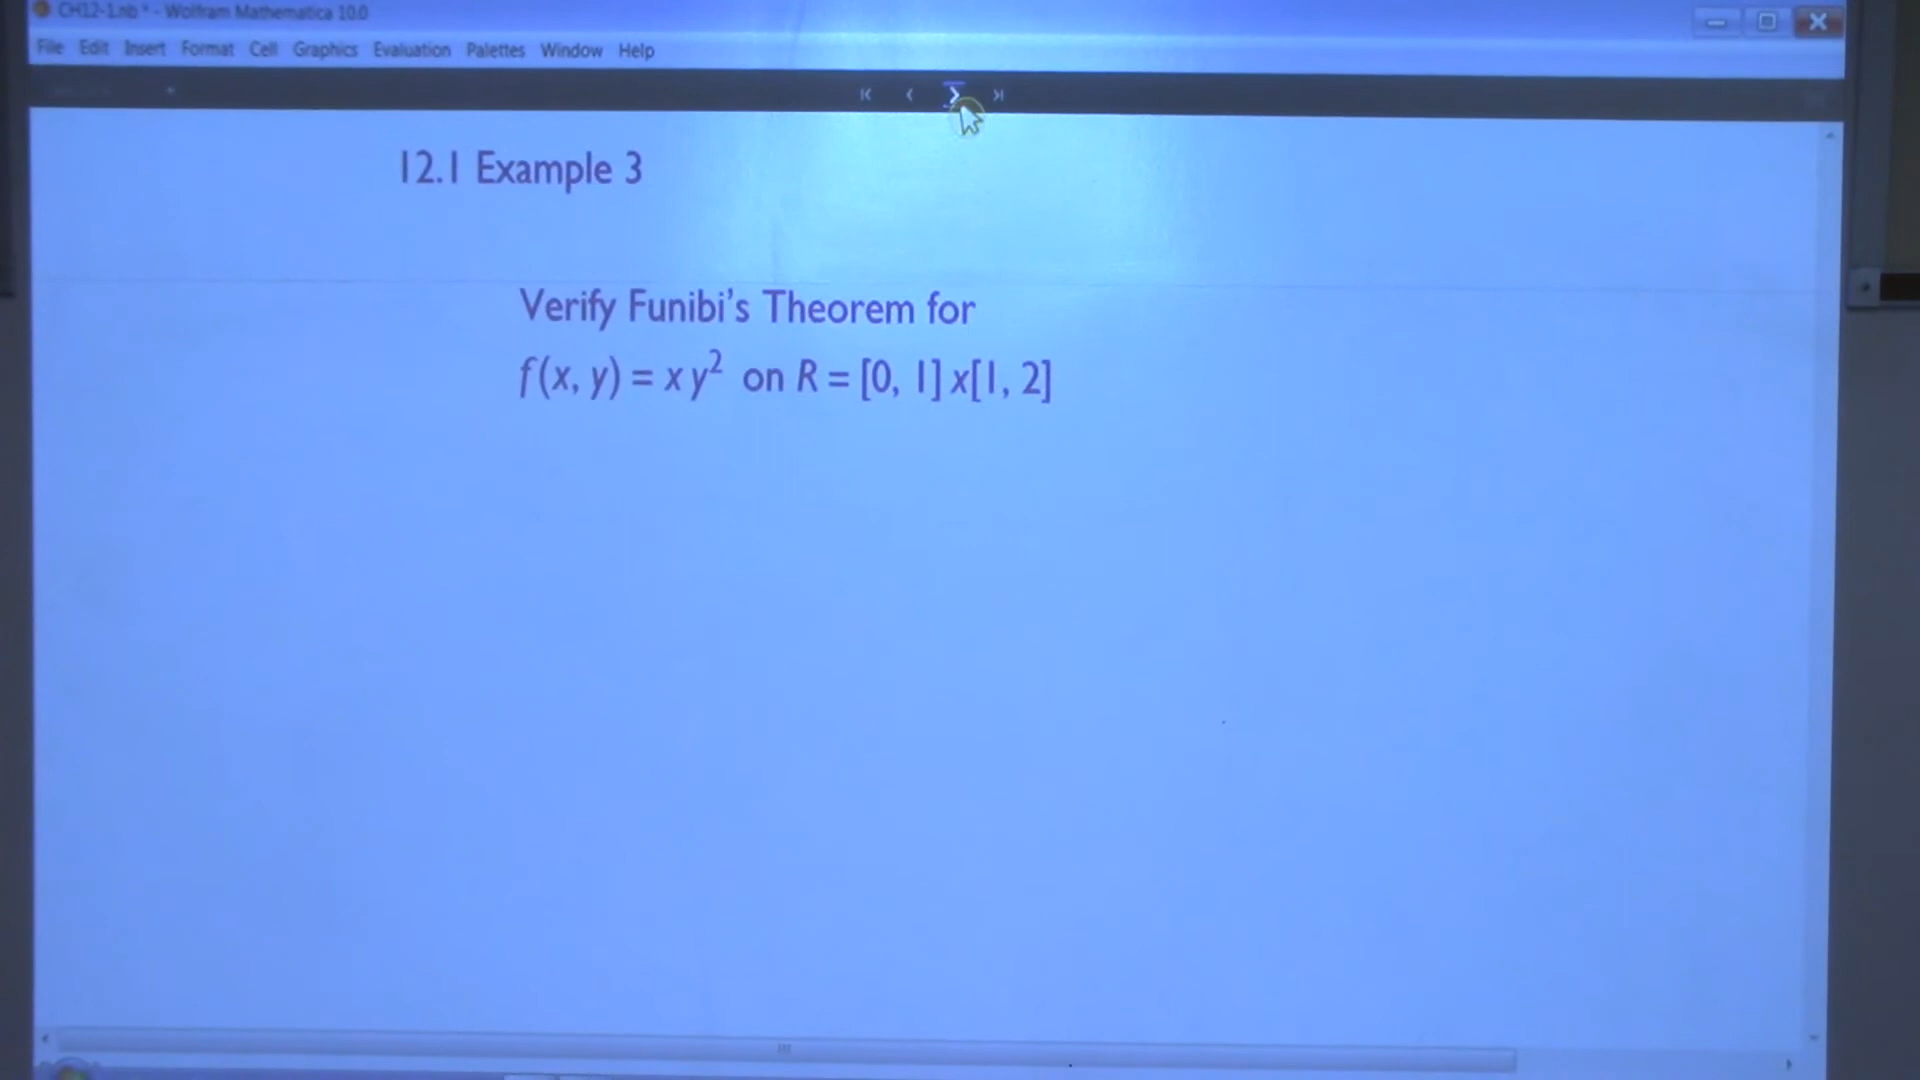 CH12-1.nb * - Wolfram Mathematica 10.0
File Edit Insert Format Cell Graphics Evaluation Palettes Window Help
12.1 Example 3
Verify Funibi's Theorem for
f(x, y) = x y² on R = [0, 1] x[1, 2]